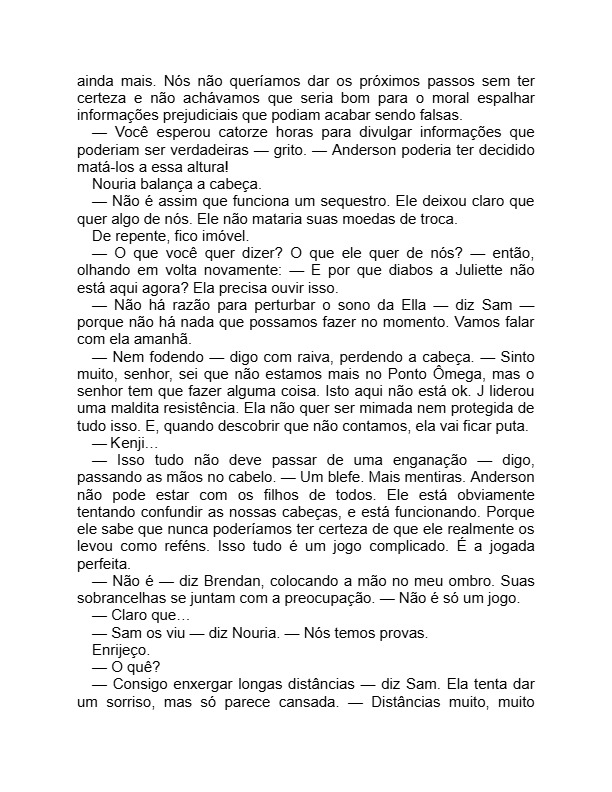 ainda mais. Nós não queríamos dar os próximos passos sem ter
certeza e não achávamos que seria bom para o moral espalhar
informações prejudiciais que podiam acabar sendo falsas.
— Você esperou catorze horas para divulgar informações que
poderiam ser verdadeiras — grito. — Anderson poderia ter decidido
matá-los a essa altura!
Nouria balança a cabeça.
— Não é assim que funciona um sequestro. Ele deixou claro que
quer algo de nós. Ele não mataria suas moedas de troca.
De repente, fico imóvel.
— O que você quer dizer? O que ele quer de nós? — então,
olhando em volta novamente: — E por que diabos a Juliette não
está aqui agora? Ela precisa ouvir isso.
— Não há razão para perturbar o sono da Ella — diz Sam —
porque não há nada que possamos fazer no momento. Vamos falar
com ela amanhã.
— Nem fodendo — digo com raiva, perdendo a cabeça. — Sinto
muito, senhor, sei que não estamos mais no Ponto Ômega, mas o
senhor tem que fazer alguma coisa. Isto aqui não está ok. J liderou
uma maldita resistência. Ela não quer ser mimada nem protegida de
tudo isso. E, quando descobrir que não contamos, ela vai ficar puta.
— Kenji…
— Isso tudo não deve passar de uma enganação — digo,
passando as mãos no cabelo. — Um blefe. Mais mentiras. Anderson
não pode estar com os filhos de todos. Ele está obviamente
tentando confundir as nossas cabeças, e está funcionando. Porque
ele sabe que nunca poderíamos ter certeza de que ele realmente os
levou como reféns. Isso tudo é um jogo complicado. É a jogada
perfeita.
— Não é — diz Brendan, colocando a mão no meu ombro. Suas
sobrancelhas se juntam com a preocupação. — Não é só um jogo.
— Claro que…
— Sam os viu — diz Nouria. — Nós temos provas.
Enrijeço.
— O quê?
— Consigo enxergar longas distâncias — diz Sam. Ela tenta dar
um sorriso, mas só parece cansada. — Distâncias muito, muito